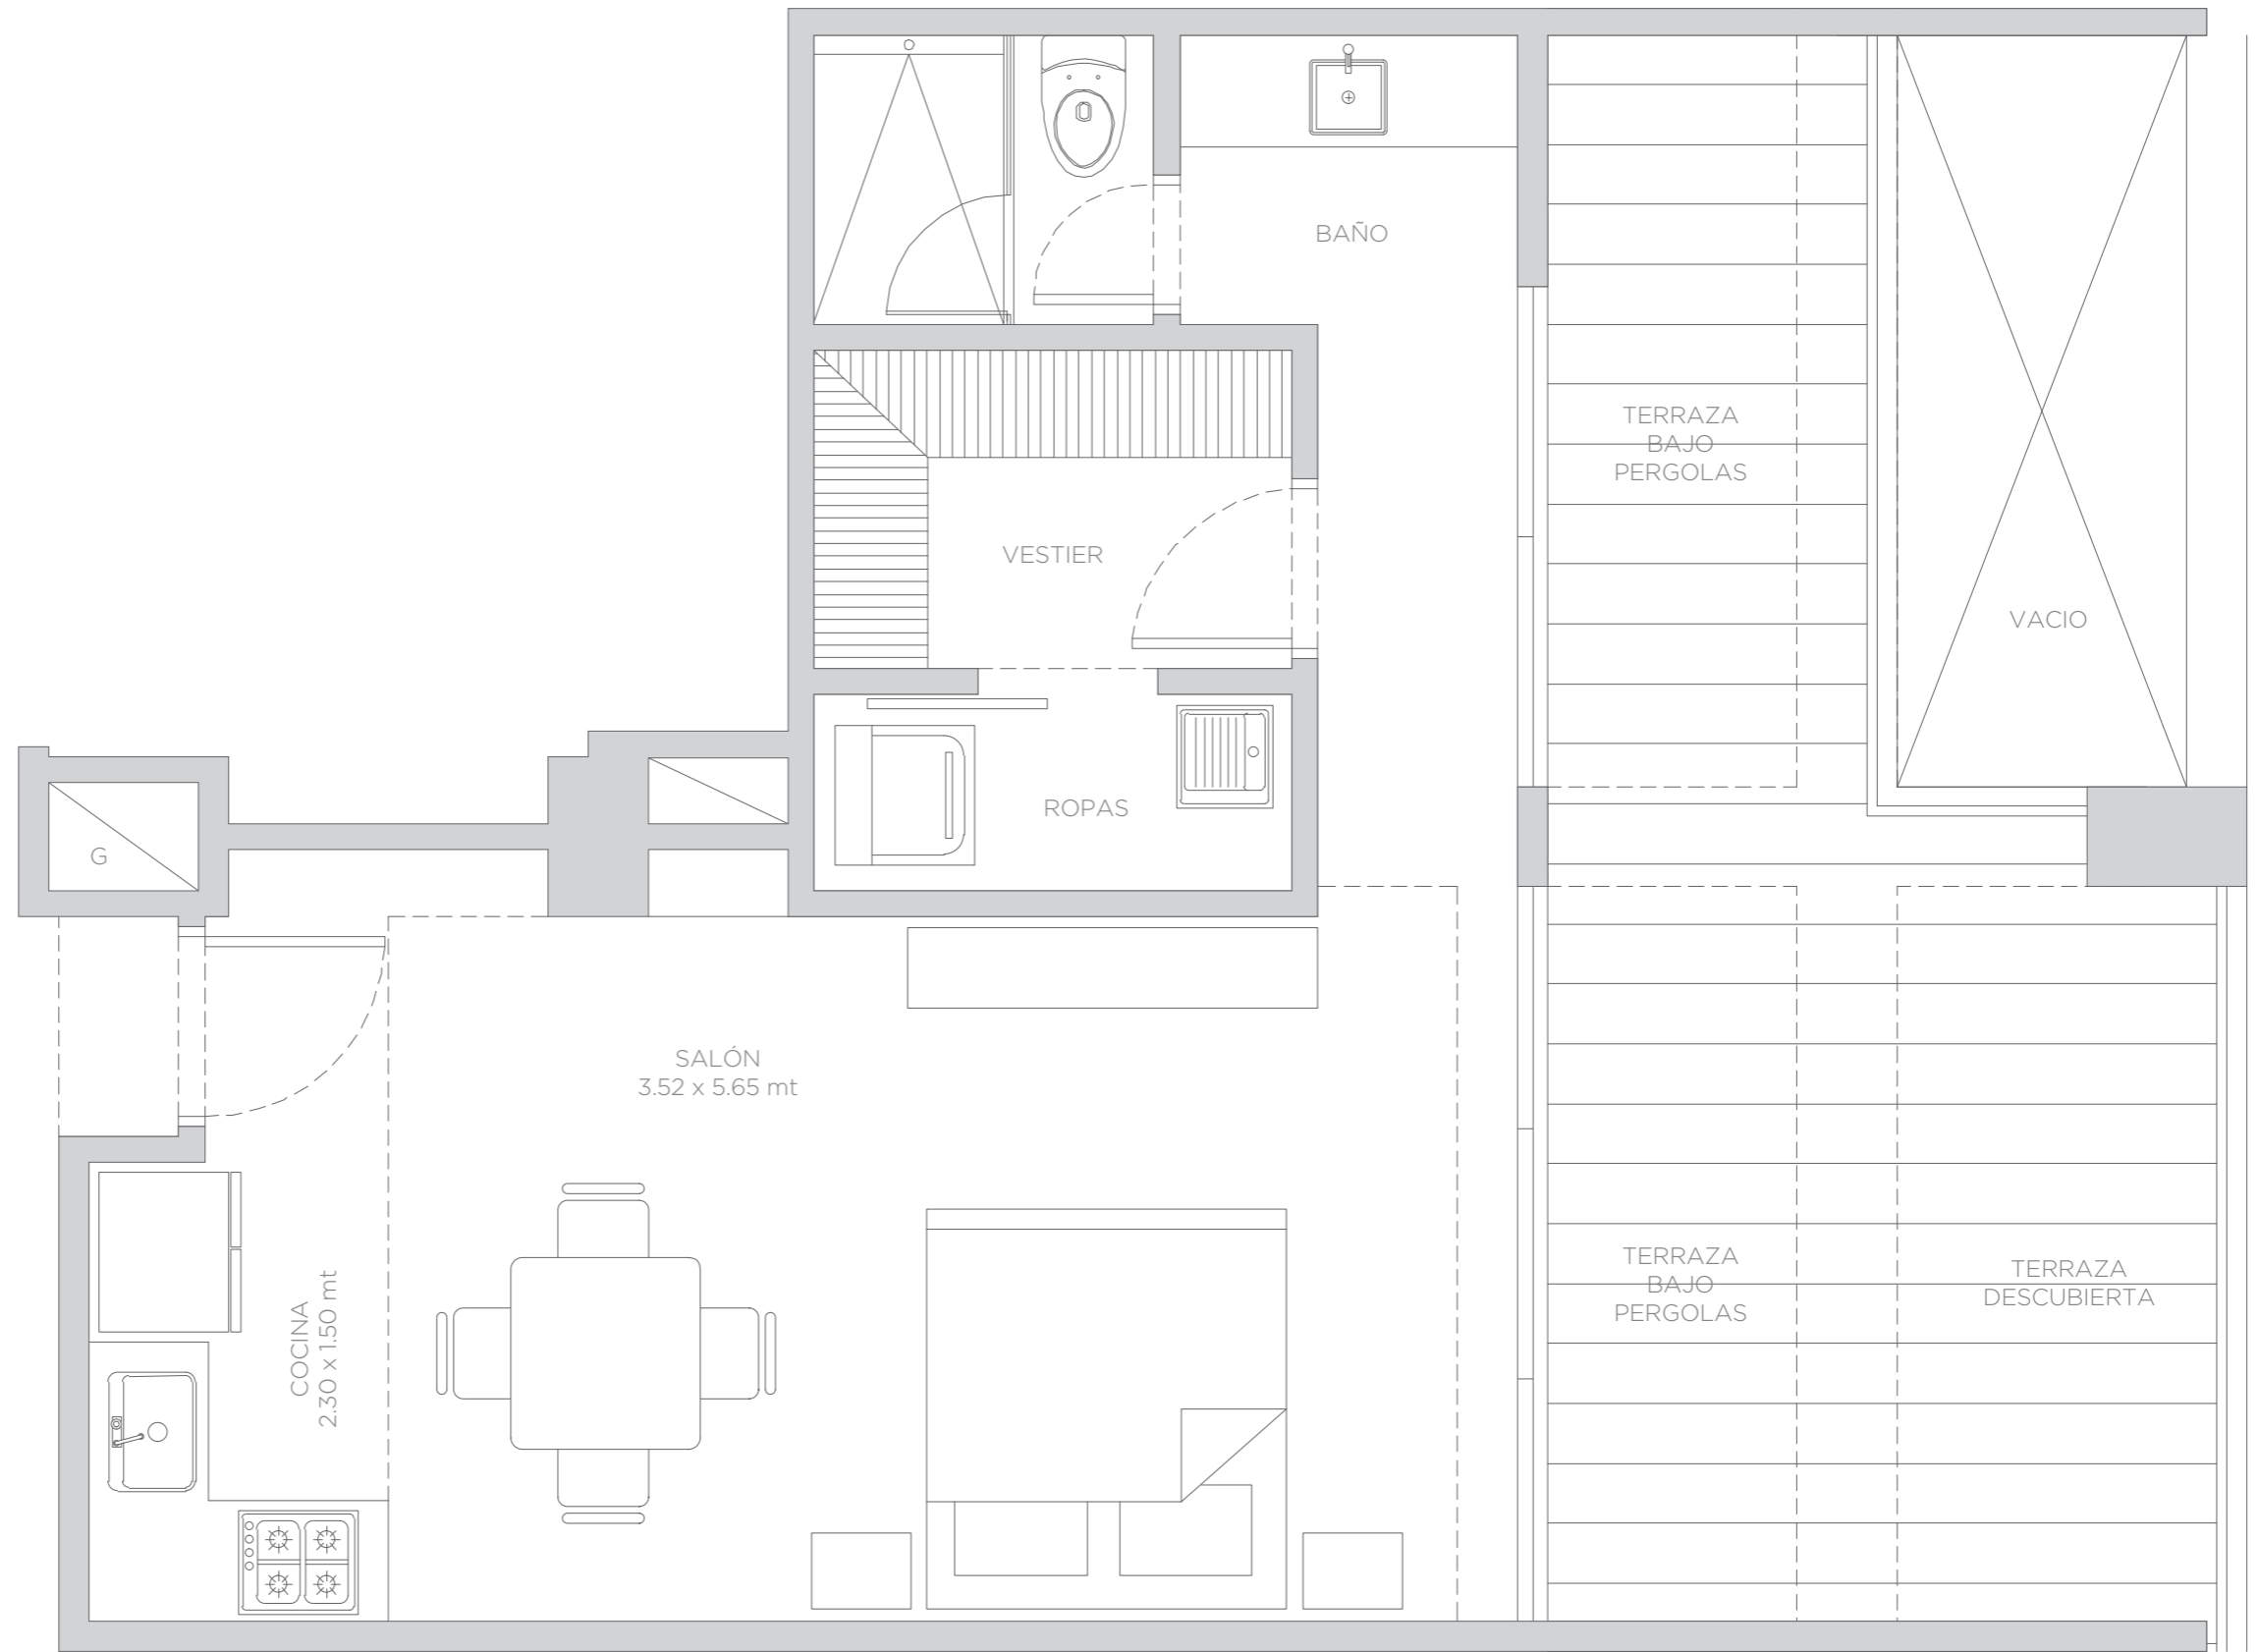 BAÑO
TERRAZA
BAJO
PERGOLAS
VESTIER
VACIO
ROPAS
G
SALÓN
3.52 x 5.65 mt
COCINA
2.30 x 1.50 mt
TERRAZA
BAJO
PERGOLAS
TERRAZA
DESCUBIERTA